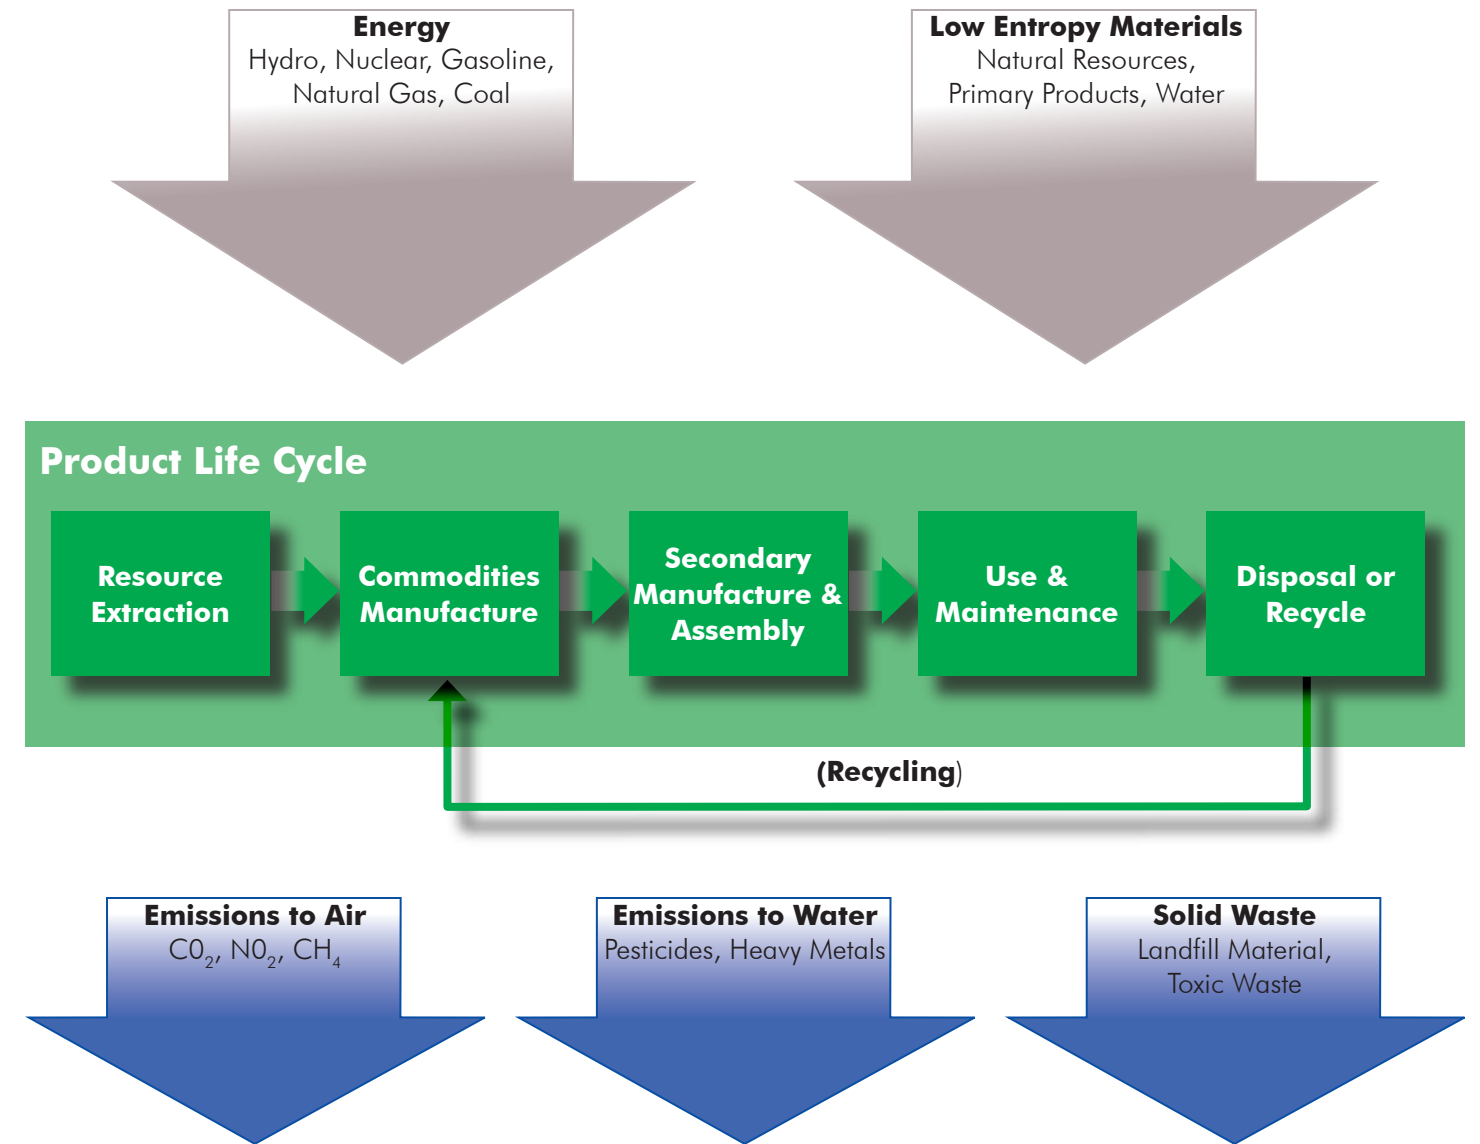 Energy
Hydro, Nuclear, Gasoline,
Natural Gas, Coal
Low Entropy Materials
Natural Resources,
Primary Products, Water
Product Life Cycle
Resource
Extraction
Commodities
Manufacture
Secondary
Manufacture &
Assembly
Use &
Maintenance
Disposal or
Recycle
(Recycling)
Emissions to Air
C0₂, N0₂, CH₄
Emissions to Water
Pesticides, Heavy Metals
Solid Waste
Landfill Material,
Toxic Waste